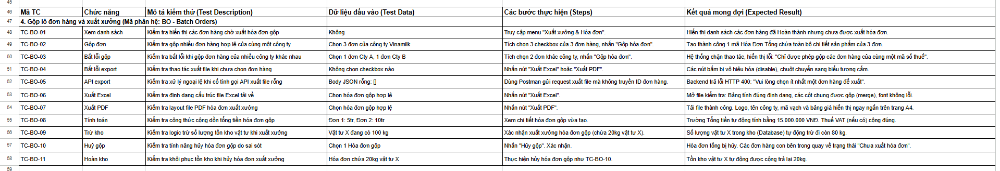 45
46 Mã TC Chức năng Mô tả kiểm thử (Test Description) Dữ liệu đầu vào (Test Data) Các bước thực hiện (Steps) Kết quả mong đợi (Expected Result)
47 4. Gộp lô đơn hàng và xuất xưởng (Mã phân hệ: BO - Batch Orders)
48 TC-BO-01 Xem danh sách Kiểm tra hiển thị các đơn hàng chờ xuất hóa đơn gộp Không Truy cập menu "Xuất xưởng & Hóa đơn". Hiển thị danh sách các đơn hàng đã Hoàn thành nhưng chưa được xuất hóa đơn.
49 TC-BO-02 Gộp đơn Kiểm tra gộp nhiều đơn hàng hợp lệ của cùng một công ty Chọn 3 đơn của công ty Vinamilk Tích chọn 3 checkbox của 3 đơn hàng, nhấn "Gộp hóa đơn". Tạo thành công 1 mã Hóa Đơn Tổng chứa toàn bộ chi tiết sản phẩm của 3 đơn.
50 TC-BO-03 Bắt lỗi gộp Kiểm tra bắt lỗi khi gộp đơn hàng của nhiều công ty khác nhau Chọn 1 đơn Cty A, 1 đơn Cty B Tích chọn 2 đơn khác công ty, nhấn "Gộp hóa đơn". Hệ thống chặn thao tác, hiển thị lỗi: "Chỉ được phép gộp các đơn hàng của cùng một mã số thuế".
51 TC-BO-04 Bắt lỗi export Kiểm tra thao tác xuất file khi chưa chọn đơn hàng Không chọn checkbox nào Nhấn nút "Xuất Excel" hoặc "Xuất PDF". Các nút bấm bị vô hiệu hóa (disable), chuột chuyển sang biểu tượng cấm.
52 TC-BO-05 API export Kiểm tra xử lý ngoại lệ khi cố tình gọi API xuất file rỗng Body JSON rỗng: [] Dùng Postman gửi request xuất file mà không truyền ID đơn hàng. Backend trả lỗi HTTP 400: "Vui lòng chọn ít nhất một đơn hàng để xuất".
53 TC-BO-06 Xuất Excel Kiểm tra định dạng cấu trúc file Excel tải về Chọn hóa đơn gộp hợp lệ Nhấn nút "Xuất Excel". Mở file kiểm tra: Bảng tính đúng định dạng, các cột chung được gộp (merge), font không lỗi.
54 TC-BO-07 Xuất PDF Kiểm tra layout file PDF hóa đơn xuất xưởng Chọn hóa đơn gộp hợp lệ Nhấn nút "Xuất PDF". Tải file thành công. Logo, tên công ty, mã vạch và bảng giá hiển thị ngay ngắn trên trang A4.
55 TC-BO-08 Tính toán Kiểm tra công thức cộng dồn tổng tiền hóa đơn gộp Đơn 1: 5tr, Đơn 2: 10tr Xem chi tiết hóa đơn gộp vừa tạo. Trường Tổng tiền tự động tính bằng 15.000.000 VNĐ. Thuế VAT (nếu có) cộng đúng.
56 TC-BO-09 Trừ kho Kiểm tra logic trừ số lượng tồn kho vật tư khi xuất xưởng Vật tư X đang có 100 kg Xác nhận xuất xưởng hóa đơn gộp (chứa 20kg vật tư X). Số lượng vật tư X trong kho (Database) tự động trừ đi còn 80 kg.
57 TC-BO-10 Huỷ gộp Kiểm tra tính năng hủy hóa đơn gộp do sai sót Chọn 1 Hóa đơn gộp Nhấn "Hủy gộp". Xác nhận. Hóa đơn tổng bị hủy. Các đơn hàng con bên trong quay về trạng thái "Chưa xuất hóa đơn".
58 TC-BO-11 Hoàn kho Kiểm tra khôi phục tồn kho khi hủy hóa đơn xuất xưởng Hóa đơn chứa 20kg vật tư X Thực hiện hủy hóa đơn gộp như TC-BO-10. Tồn kho vật tư X tự động được cộng trả lại 20kg.
59